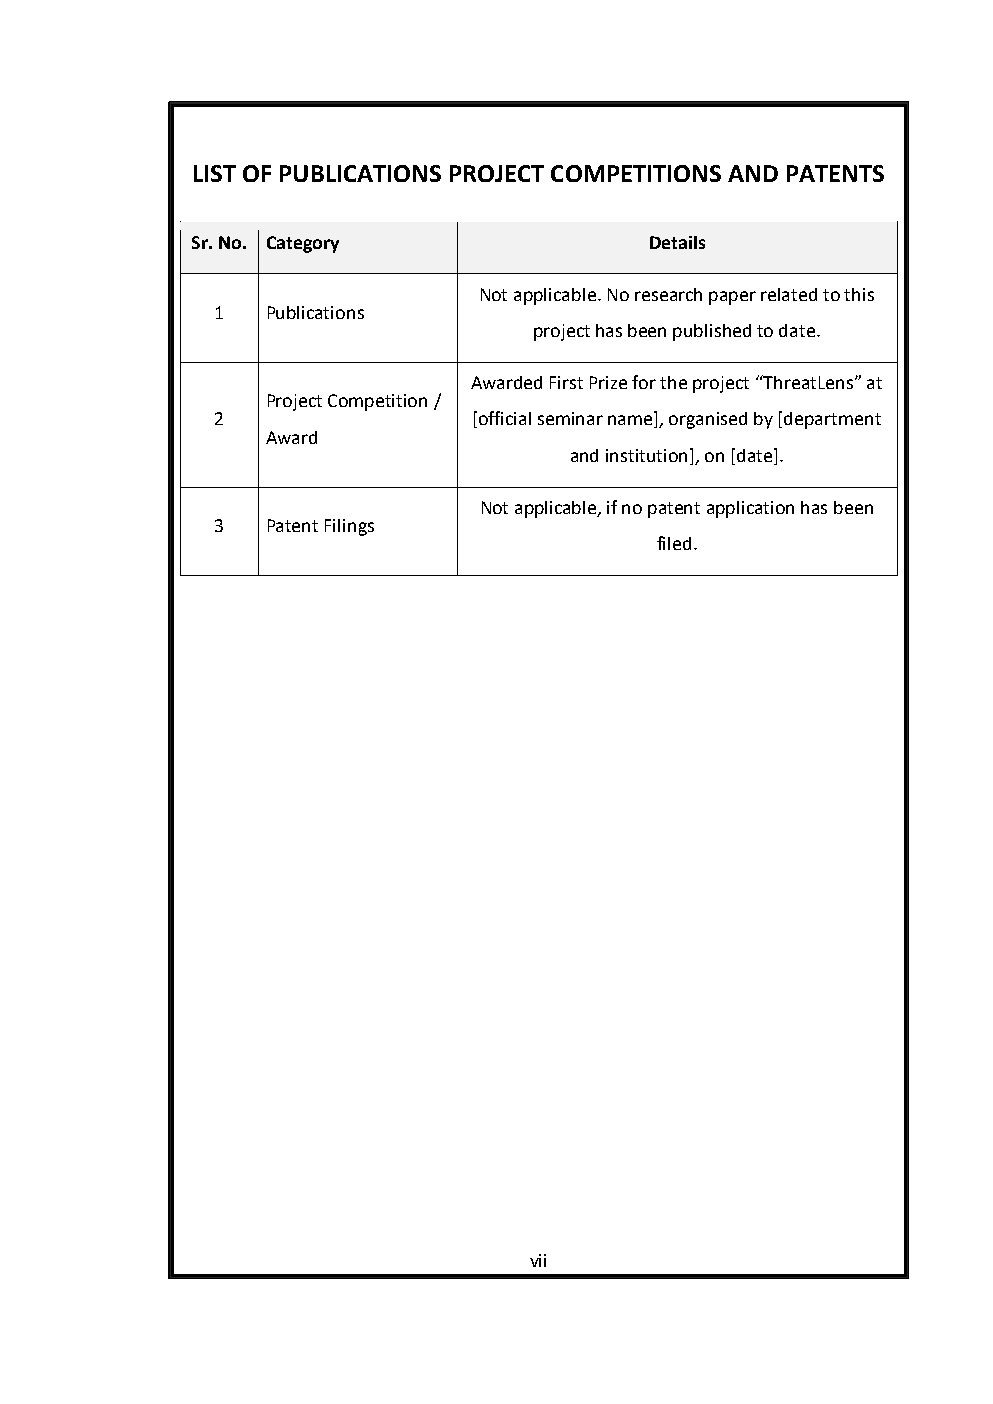 LIST OF PUBLICATIONS PROJECT COMPETITIONS AND PATENTS
Sr. No. Category Details
1 Publications Not applicable. No research paper related to this
project has been published to date.
2 Project Competition /
Award
Awarded First Prize for the project “ThreatLens” at
[official seminar name], organised by [department
and institution], on [date].
3 Patent Filings Not applicable, if no patent application has been
filed.
vii